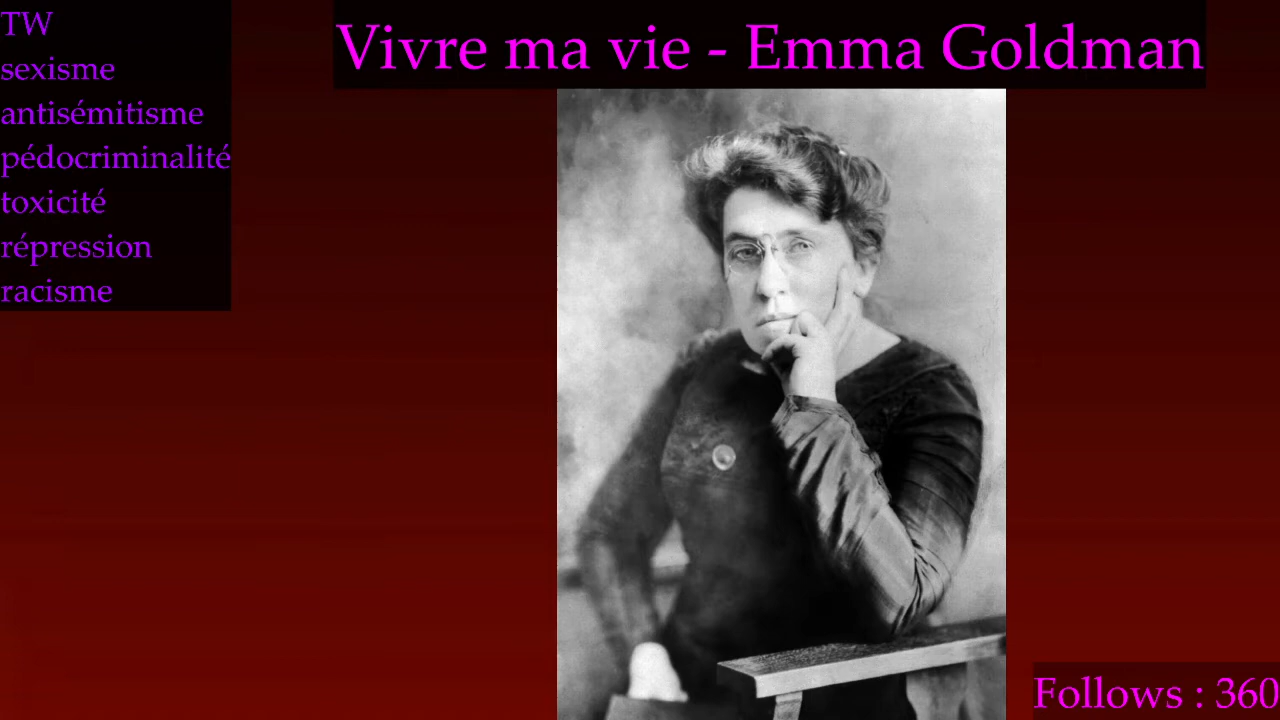 TW
sexisme
antisémitisme
pédocriminalité
toxicité
répression
racisme
Vivre ma vie - Emma Goldman
Follows : 360